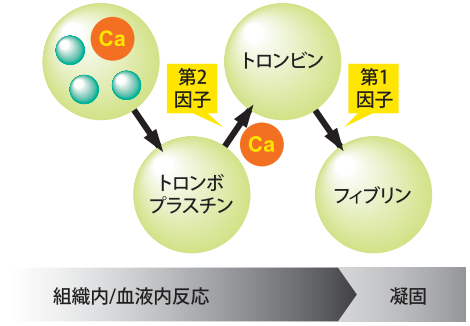 Ca
第2
因子
トロンビン
第1
因子
Ca
トロンボ
プラスチン
フィブリン
組織内/血液内反応
凝固